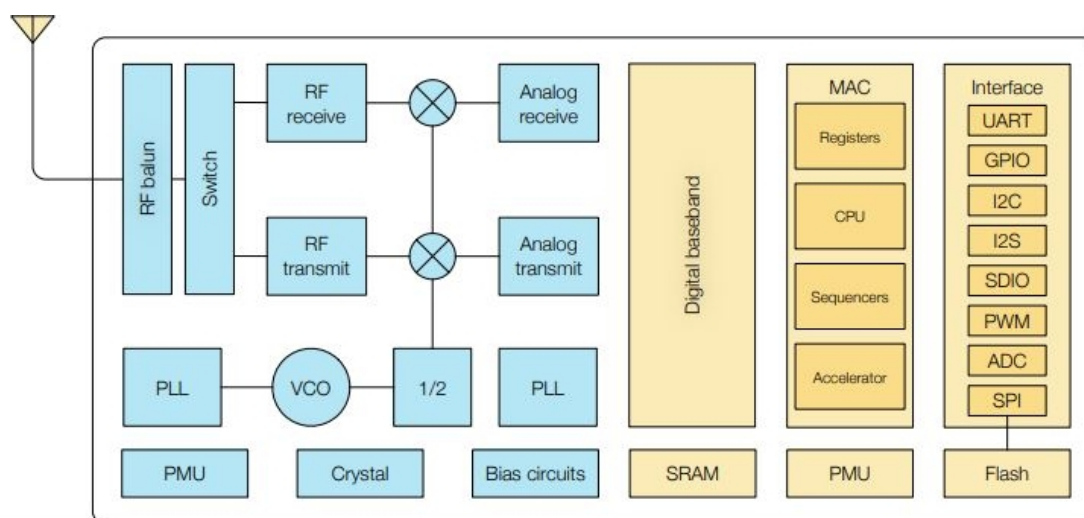 RF balun
Switch
RF
receive
Analog
receive
RF
transmit
Analog
transmit
PLL
VCO
1/2
PLL
PMU
Crystal
Bias circuits
Digital baseband
SRAM
MAC
Registers
CPU
Sequencers
Accelerator
PMU
Interface
UART
GPIO
I2C
I2S
SDIO
PWM
ADC
SPI
Flash